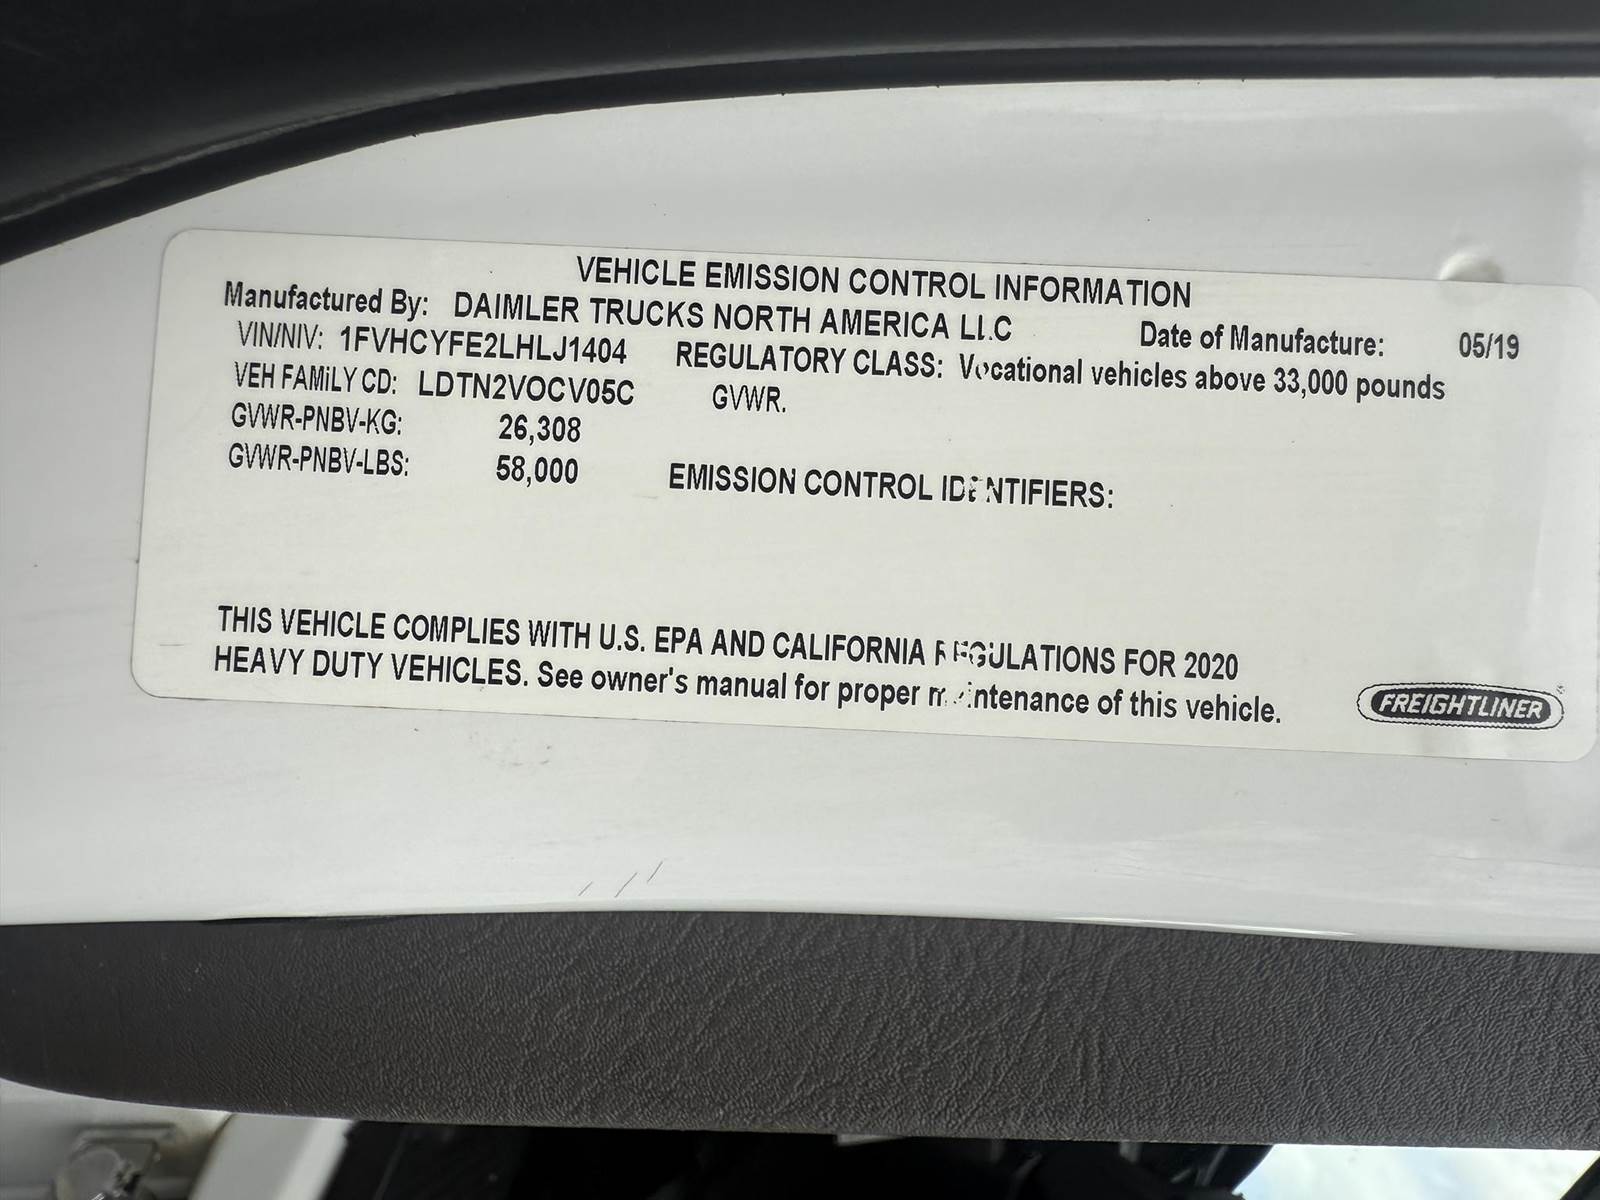 VEHICLE EMISSION CONTROL INFORMATION
Manufactured By: DAIMLER TRUCKS NORTH AMERICA LLC Date of Manufacture: 05/19
VIN/NIV: 1FVHCYFE2LHLJ1404 REGULATORY CLASS: Vocational vehicles above 33,000 pounds
VEH FAMiLY CD: LDTN2VOCV05C GVWR.
GVWR-PNBV-KG: 26,308
GVWR-PNBV-LBS: 58,000 EMISSION CONTROL IDENTIFIERS:
THIS VEHICLE COMPLIES WITH U.S. EPA AND CALIFORNIA REGULATIONS FOR 2020
HEAVY DUTY VEHICLES. See owner's manual for proper maintenance of this vehicle.
FREIGHTLINER